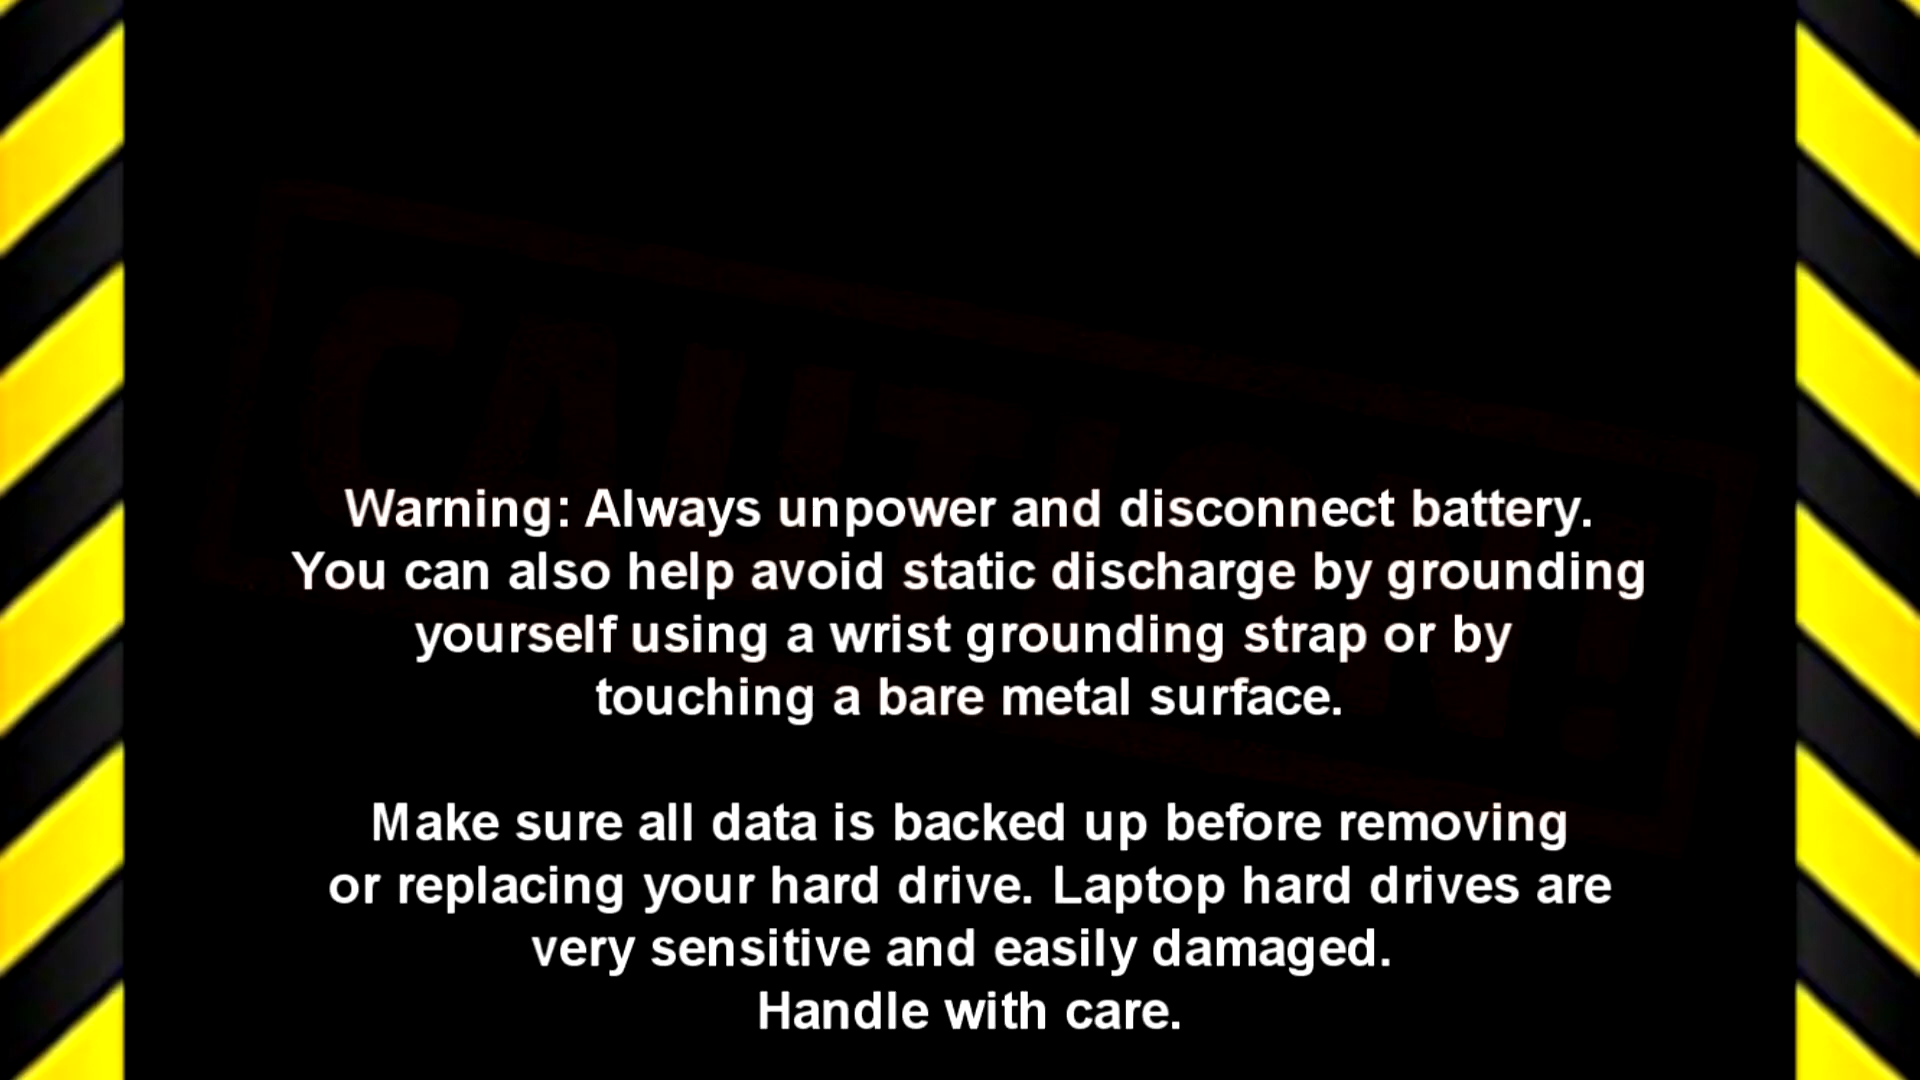 CAUTION!
Warning: Always unpower and disconnect battery.
You can also help avoid static discharge by grounding
yourself using a wrist grounding strap or by
touching a bare metal surface.
Make sure all data is backed up before removing
or replacing your hard drive. Laptop hard drives are
very sensitive and easily damaged.
Handle with care.